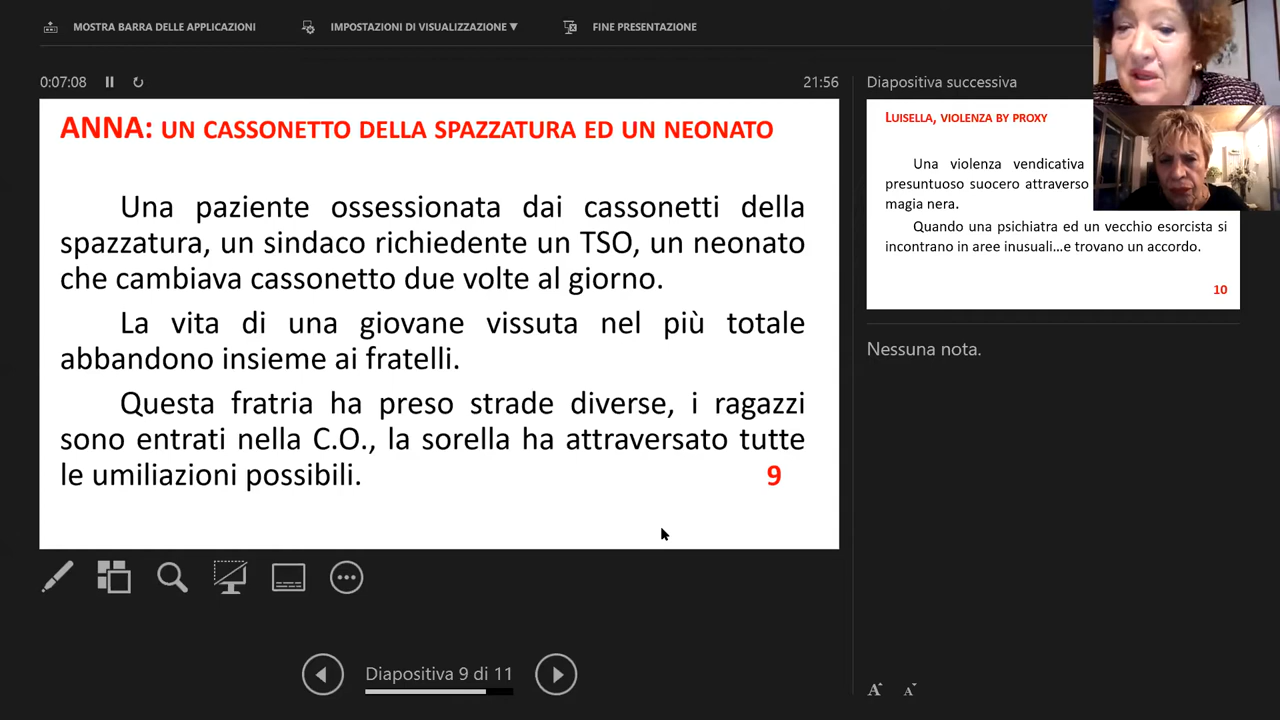 MOSTRA BARRA DELLE APPLICAZIONI
IMPOSTAZIONI DI VISUALIZZAZIONE ▼
FINE PRESENTAZIONE
0:07:08
21:56
ANNA: UN CASSONETTO DELLA SPAZZATURA ED UN NEONATO
Una paziente ossessionata dai cassonetti della
spazzatura, un sindaco richiedente un TSO, un neonato
che cambiava cassonetto due volte al giorno.
La vita di una giovane vissuta nel più totale
abbandono insieme ai fratelli.
Questa fratria ha preso strade diverse, i ragazzi
sono entrati nella C.O., la sorella ha attraversato tutte
le umiliazioni possibili.
9
Diapositiva 9 di 11
Diapositiva successiva
LUISELLA, VIOLENZA BY PROXY
Una violenza vendicativa
presuntuoso suocero attraverso
magia nera.
Quando una psichiatra ed un vecchio esorcista si
incontrano in aree inusuali...e trovano un accordo.
10
Nessuna nota.
A A